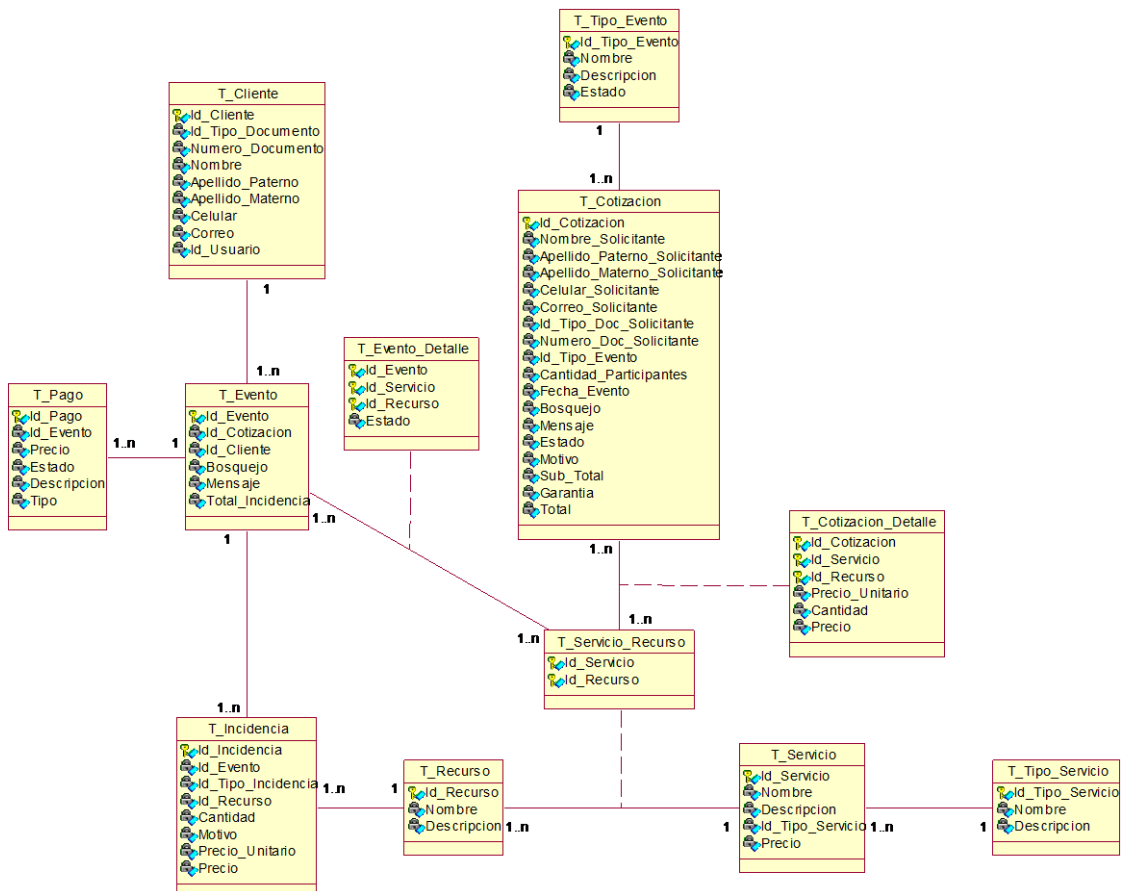 T_Tipo_Evento
Id_Tipo_Evento
Nombre
Descripcion
Estado
1
1..n
T_Cliente
Id_Cliente
Id_Tipo_Documento
Numero_Documento
Nombre
Apellido_Paterno
Apellido_Materno
Celular
Correo
Id_Usuario
1
1..n
T_Cotizacion
Id_Cotizacion
Nombre_Solicitante
Apellido_Paterno_Solicitante
Apellido_Materno_Solicitante
Celular_Solicitante
Correo_Solicitante
Id_Tipo_Doc_Solicitante
Numero_Doc_Solicitante
Id_Tipo_Evento
Cantidad_Participantes
Fecha_Evento
Bosquejo
Mensaje
Estado
Motivo
Sub_Total
Garantia
Total
1..n
1..n
T_Evento_Detalle
Id_Evento
Id_Servicio
Id_Recurso
Estado
T_Pago
Id_Pago
Id_Evento
Precio
Estado
Descripcion
Tipo
1..n
1
T_Evento
Id_Evento
Id_Cotizacion
Id_Cliente
Bosquejo
Mensaje
Total_Incidencia
1..n
1
1..n
1..n
T_Cotizacion_Detalle
Id_Cotizacion
Id_Servicio
Id_Recurso
Precio_Unitario
Cantidad
Precio
T_Servicio_Recurso
Id_Servicio
Id_Recurso
T_Incidencia
Id_Incidencia
Id_Evento
Id_Tipo_Incidencia
Id_Recurso
Cantidad
Motivo
Precio_Unitario
Precio
1..n
1
T_Recurso
Id_Recurso
Nombre
Descripcion
1..n
1
T_Servicio
Id_Servicio
Nombre
Descripcion
Id_Tipo_Servicio
Precio
1..n
1
T_Tipo_Servicio
Id_Tipo_Servicio
Nombre
Descripcion